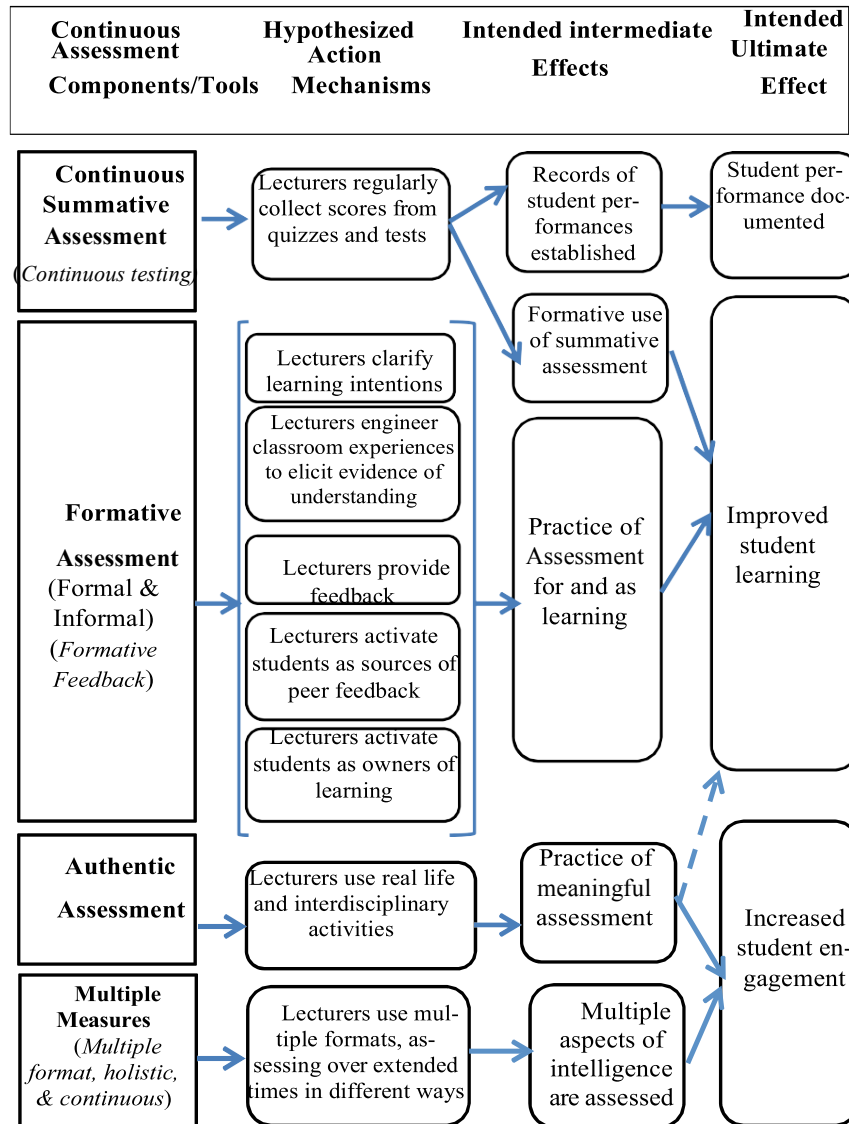 Continuous
Assessment
Components/Tools
Hypothesized
Action
Mechanisms
Intended intermediate
Effects
Intended
Ultimate
Effect
Continuous
Summative
Assessment
(Continuous testing)
Lecturers regularly
collect scores from
quizzes and tests
Records of
student per-
formances
established
Student per-
formance doc-
umented
Formative use
of summative
assessment
Formative
Assessment
(Formal &
Informal)
(Formative
Feedback)
Lecturers clarify
learning intentions
Lecturers engineer
classroom experiences
to elicit evidence of
understanding
Lecturers provide
feedback
Lecturers activate
students as sources of
peer feedback
Lecturers activate
students as owners of
learning
Practice of
Assessment
for and as
learning
Improved
student
learning
Authentic
Assessment
Lecturers use real life
and interdisciplinary
activities
Practice of
meaningful
assessment
Increased
student en-
gagement
Multiple
Measures
(Multiple
format, holistic,
& continuous)
Lecturers use mul-
tiple formats, as-
sessing over extended
times in different ways
Multiple
aspects of
intelligence
are assessed